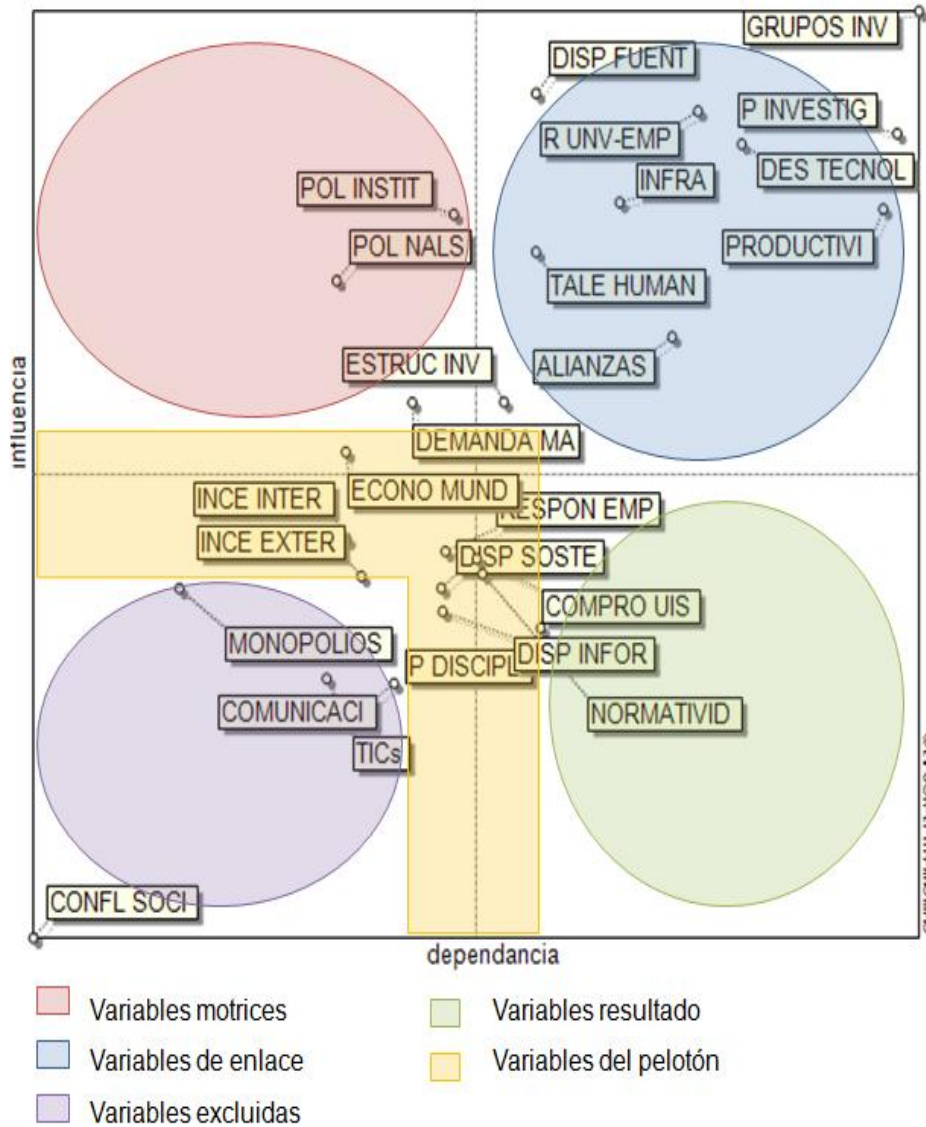 GRUPOS INV
DISP FUENT
P INVESTIG
R UNV-EMP
DES TECNOL
INFRA
POL INSTIT
POL NALS
PRODUCTIVI
TALE HUMAN
ESTRUC INV
ALIANZAS
influencia
DEMANDA MA
ECONO MUND
INCE INTER
RESPON EMP
INCE EXTER
DISP SOSTE
COMPRO UIS
MONOPOLIOS
DISP INFOR
P DISCIPL
COMUNICACI
NORMATIVID
TICs
CONFL SOCI
dependancia
Variables motrices
Variables resultado
Variables de enlace
Variables del pelotón
Variables excluidas